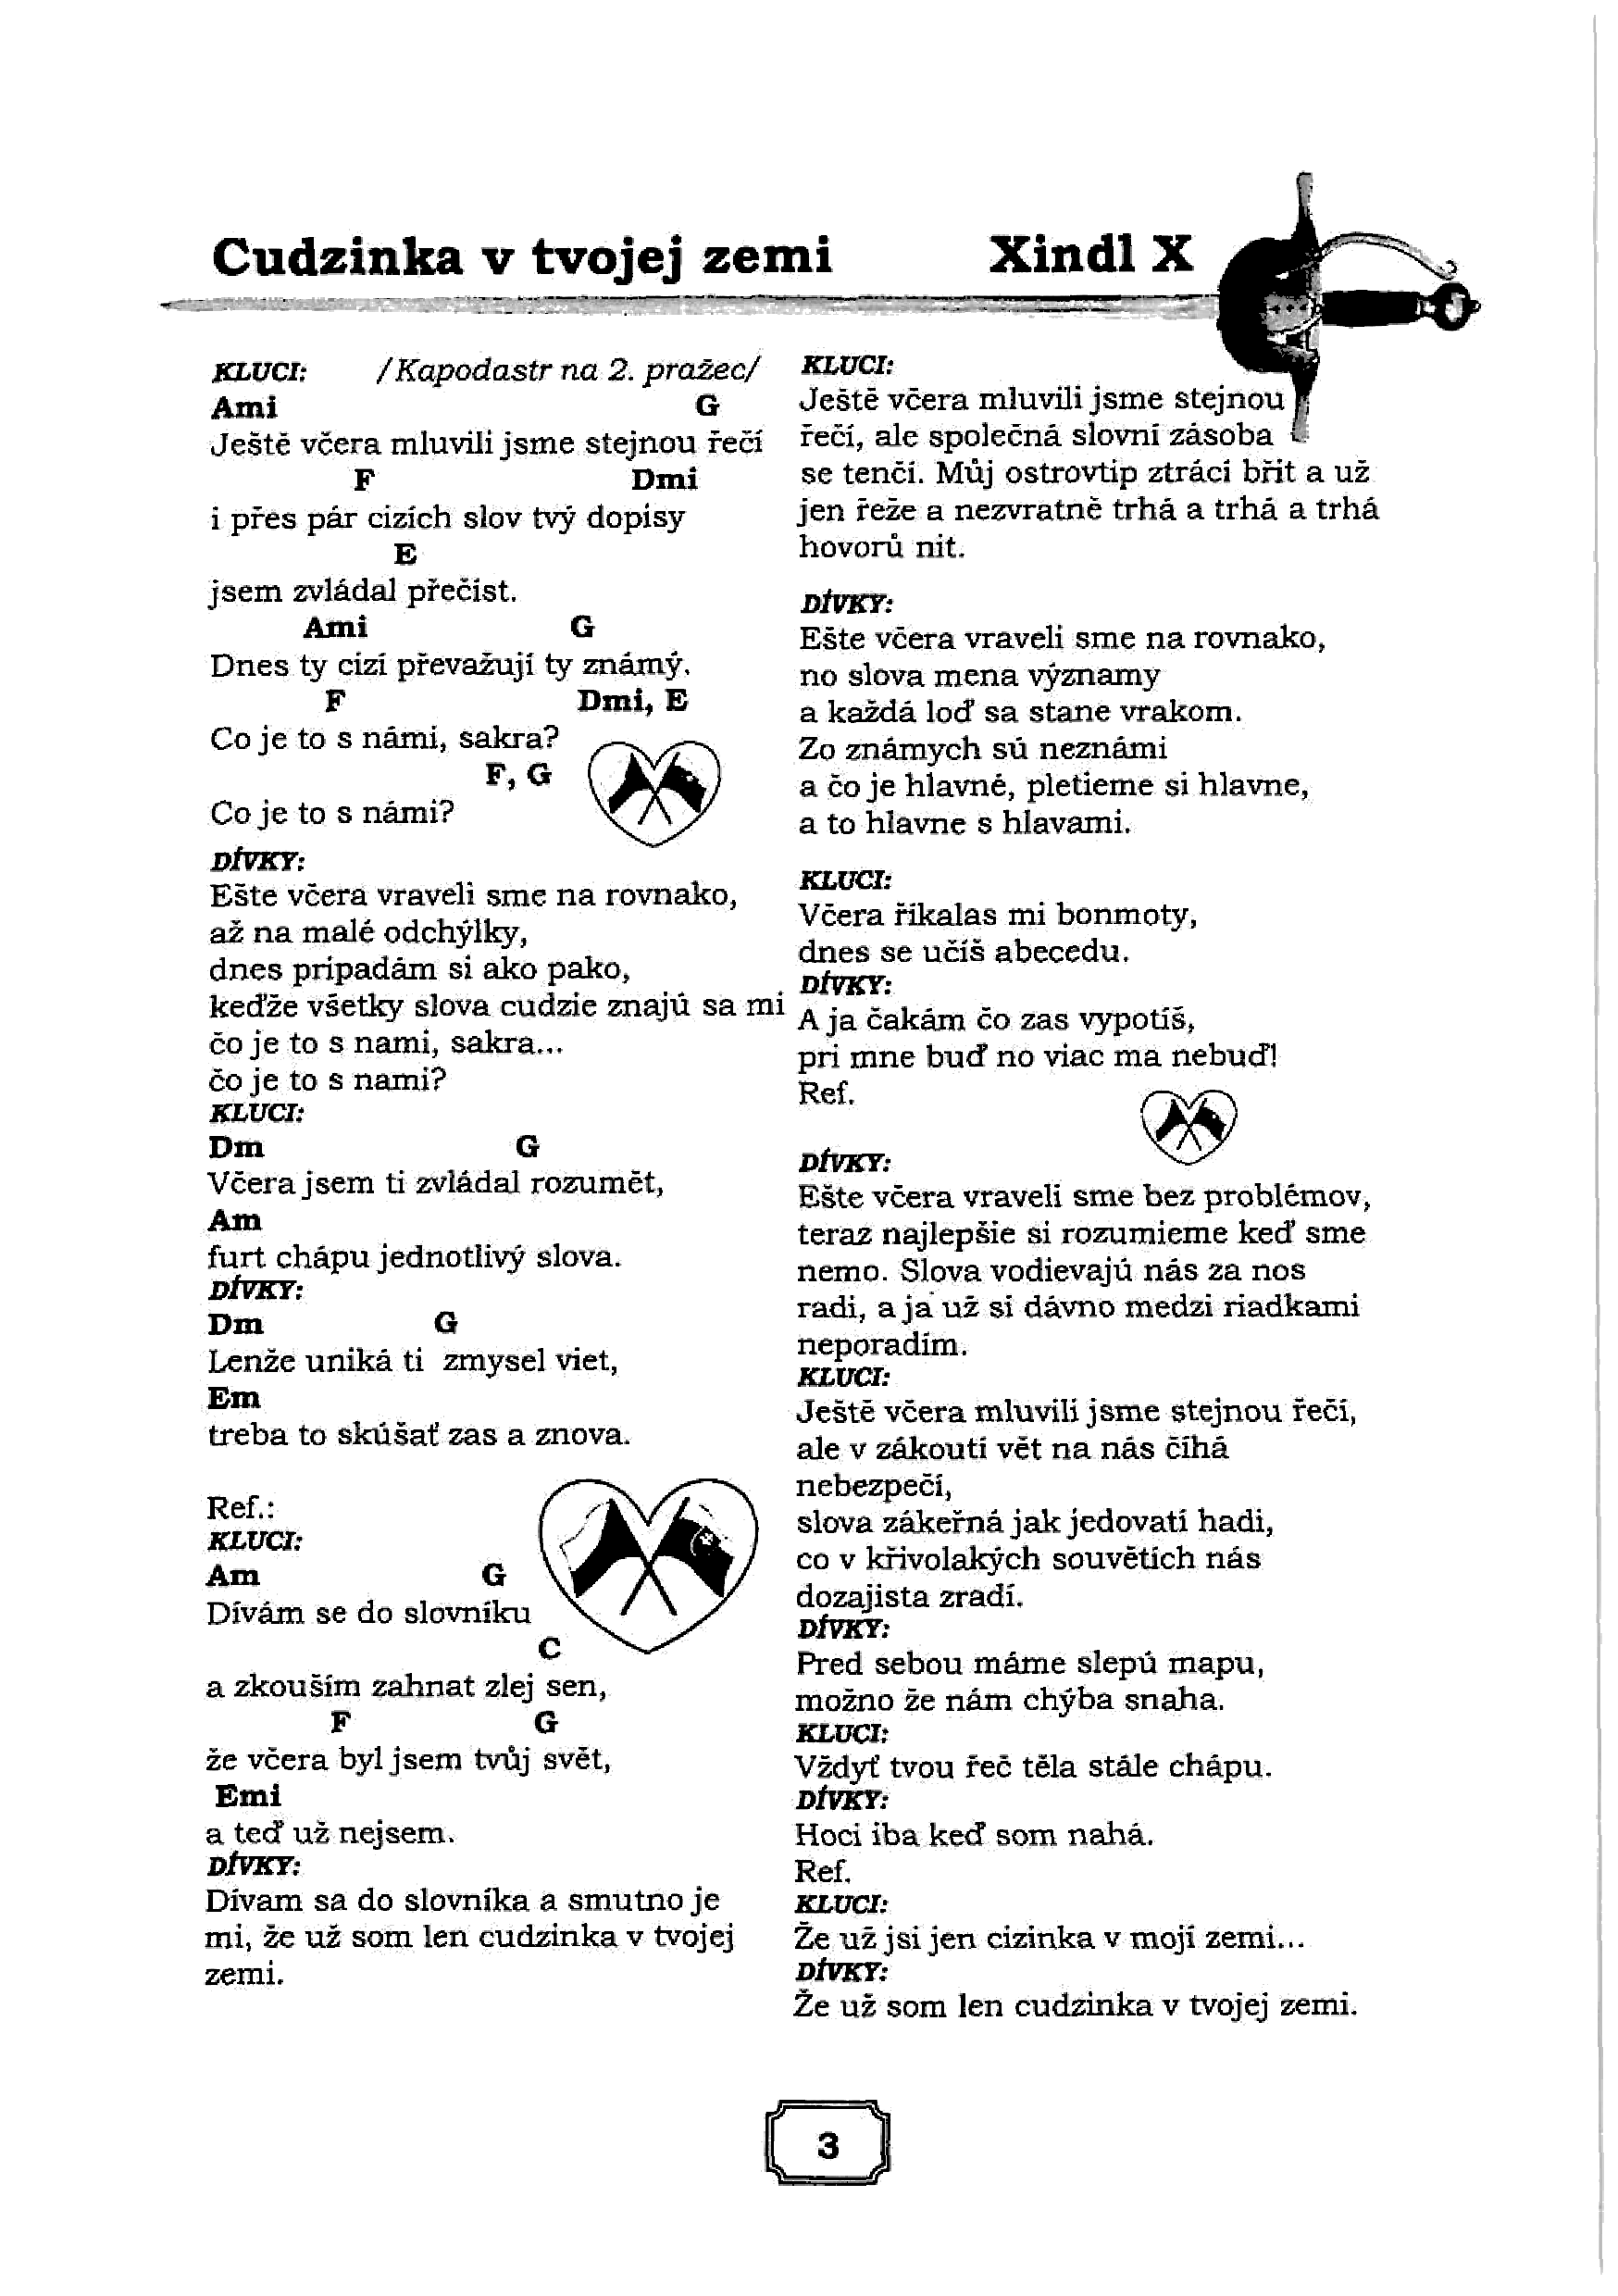 Cudzinka v tvojej zemi Xindl X
KLUCI: /Kapodastr na 2. pražec/
Ami G
Ještě včera mluvili jsme stejnou řečí
F Dmi
i přes pár cizích slov tvý dopisy
E
jsem zvládal přečíst.
Ami G
Dnes ty cizí převažují ty známý.
F Dmi, E
Co je to s námi, sakra?
F, G
Co je to s námi?
DÍVKY:
Ešte včera vraveli sme na rovnako,
až na malé odchýlky,
dnes pripadám si ako pako,
keďže všetky slova cudzie znajú sa mi
čo je to s nami, sakra...
čo je to s nami?
KLUCI:
Dm G
Včera jsem ti zvládal rozumět,
Am
furt chápu jednotlivý slova.
DÍVKY:
Dm G
Lenže uniká ti zmysel viet,
Em
treba to skúšať zas a znova.
Ref.:
KLUCI:
Am G
Dívám se do slovníku
C
a zkouším zahnat zlej sen,
F G
že včera byl jsem tvůj svět,
Emi
a teď už nejsem.
DÍVKY:
Dívam sa do slovníka a smutno je
mi, že už som len cudzinka v tvojej
zemi.
KLUCI:
Ještě včera mluvili jsme stejnou
řečí, ale společná slovní zásoba
se tenčí. Můj ostrovtip ztrácí břit a už
jen řeže a nezvratně trhá a trhá a trhá
hovorů nit.
DÍVKY:
Ešte včera vraveli sme na rovnako,
no slova mena významy
a každá loď sa stane vrakom.
Zo známych sú neznámi
a čo je hlavné, pletieme si hlavne,
a to hlavne s hlavami.
KLUCI:
Včera říkalas mi bonmoty,
dnes se učíš abecedu.
DÍVKY:
A ja čakám čo zas vypotíš,
pri mne buď no viac ma nebuď!
Ref.
DÍVKY:
Ešte včera vraveli sme bez problémov,
teraz najlepšie si rozumieme keď sme
nemo. Slova vodievajú nás za nos
radi, a ja už si dávno medzi riadkami
neporadím.
KLUCI:
Ještě včera mluvili jsme stejnou řečí,
ale v zákoutí vět na nás číhá
nebezpečí,
slova zákeřná jak jedovatí hadi,
co v křivolakých souvětích nás
dozajista zradí.
DÍVKY:
Pred sebou máme slepú mapu,
možno že nám chýba snaha.
KLUCI:
Vždyť tvou řeč těla stále chápu.
DÍVKY:
Hoci iba keď som nahá.
Ref.
KLUCI:
Že už jsi jen cizinka v mojí zemi...
DÍVKY:
Že už som len cudzinka v tvojej zemi.
3